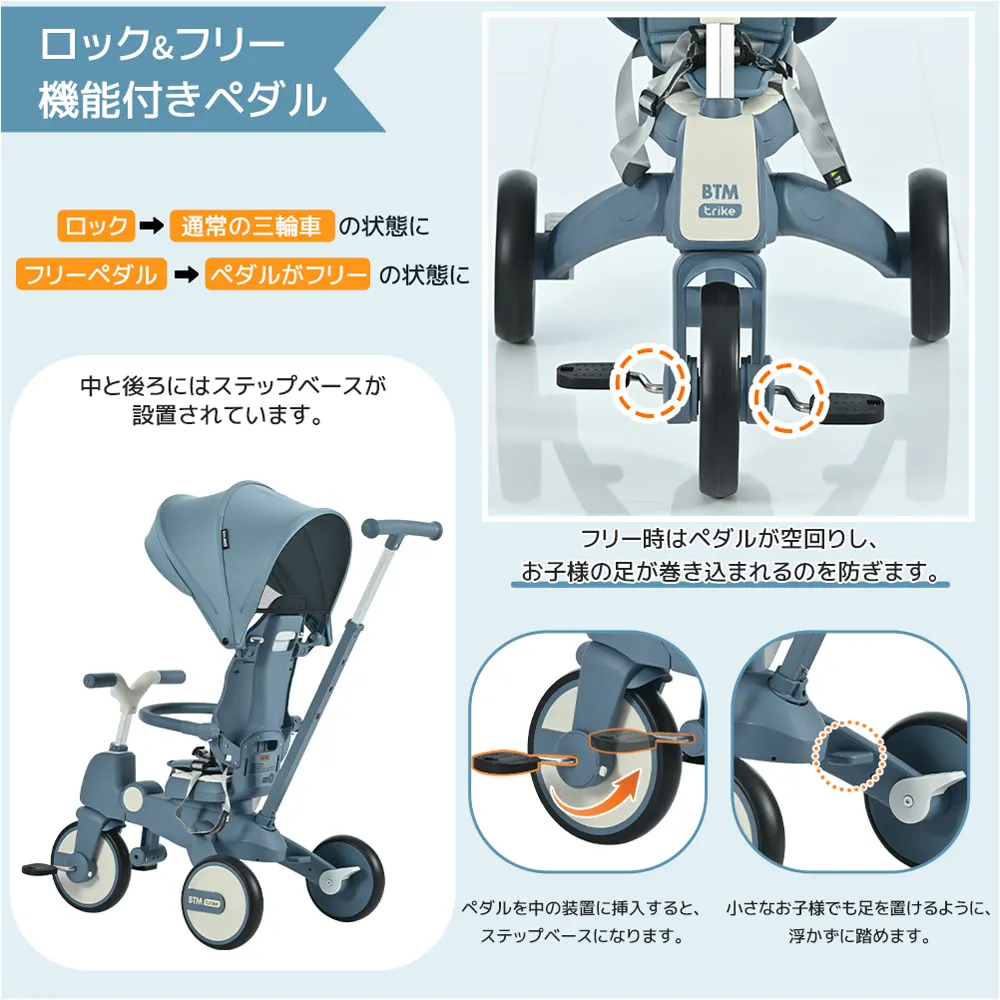 ロック&フリー
機能付きペダル
ロック → 通常の三輪車 の状態に
フリーペダル → ペダルがフリー の状態に
BTM
trike
中と後ろにはステップベースが
設置されています。
フリー時はペダルが空回りし、
お子様の足が巻き込まれるのを防ぎます。
BTM trike
ペダルを中の装置に挿入すると、
ステップベースになります。
小さなお子様でも足を置けるように、
浮かずに踏めます。